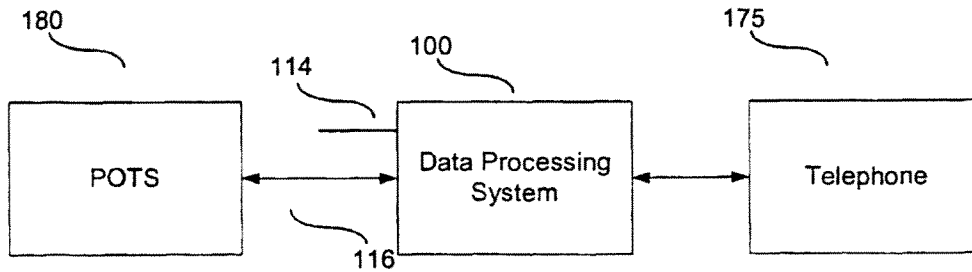 180
175
100
114
POTS
Data Processing
System
Telephone
116